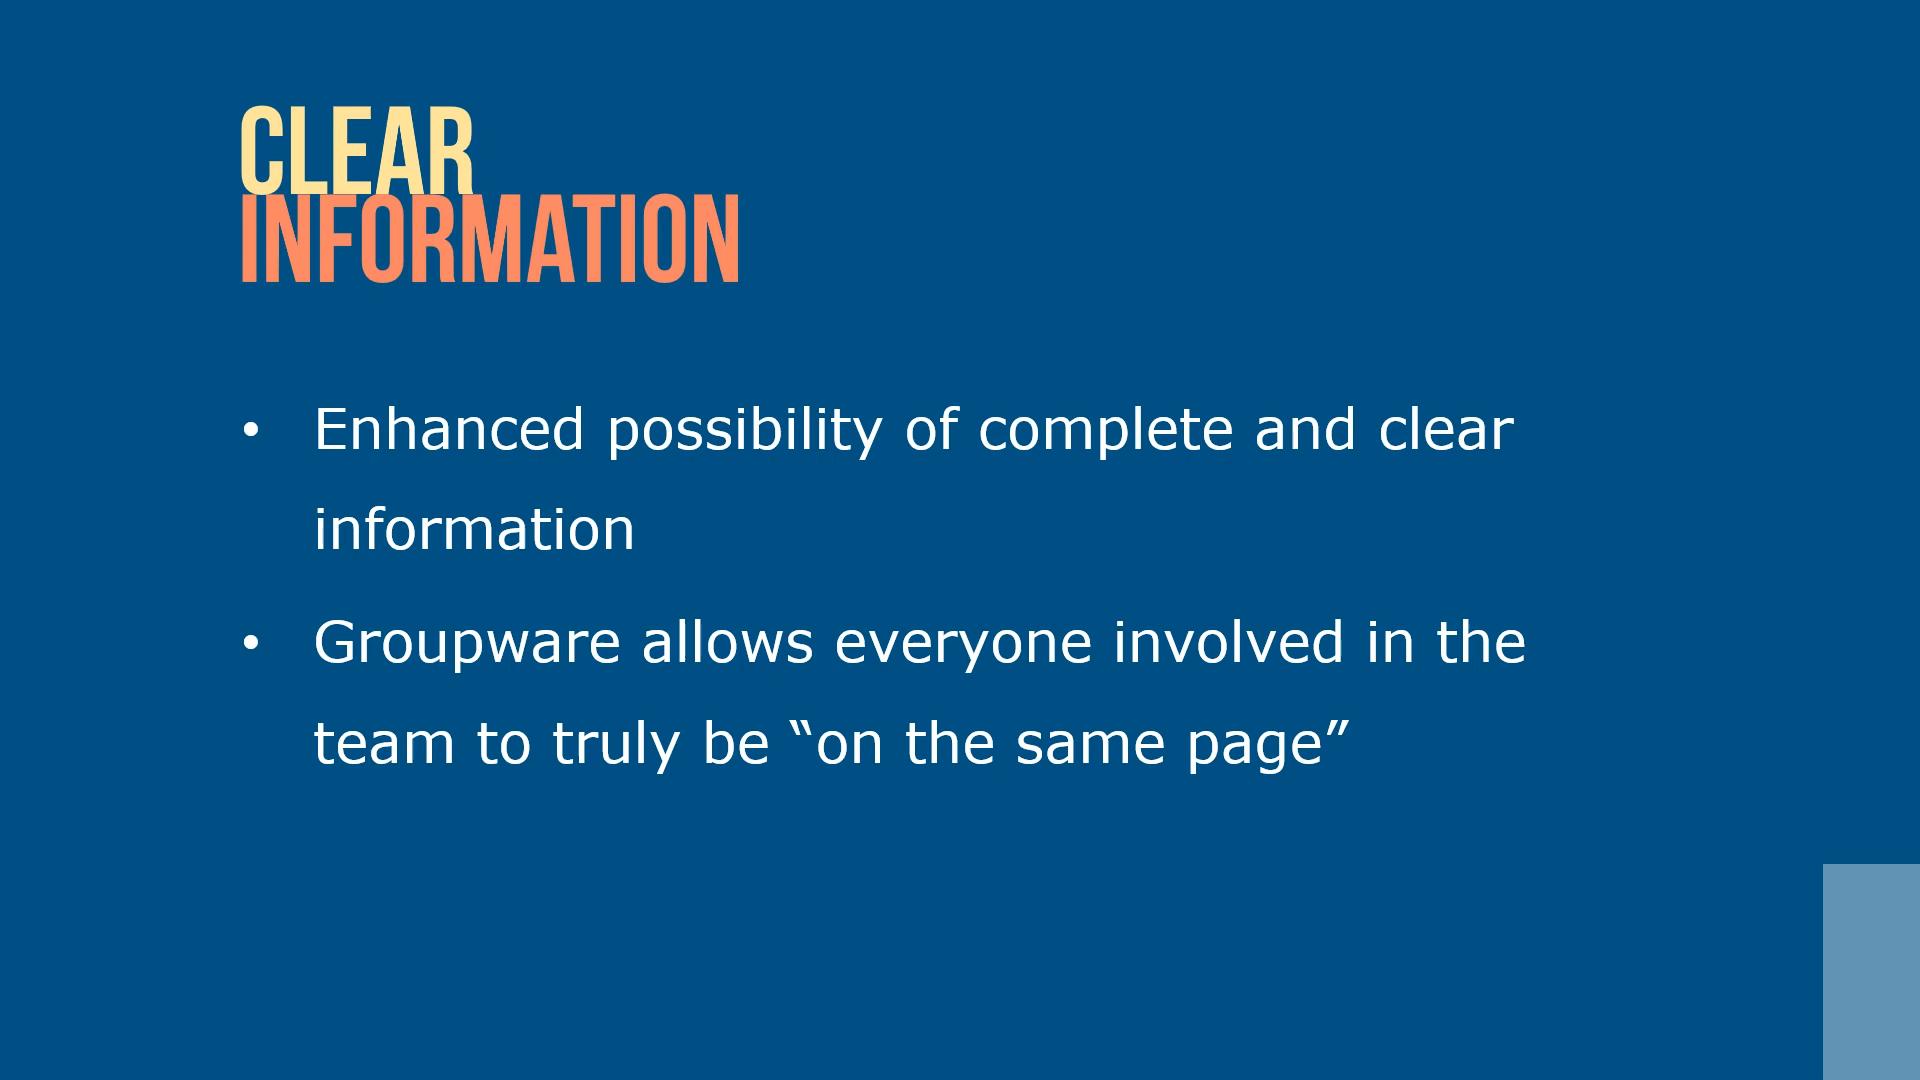 CLEAR
INFORMATION
• Enhanced possibility of complete and clear
information
• Groupware allows everyone involved in the
team to truly be “on the same page”